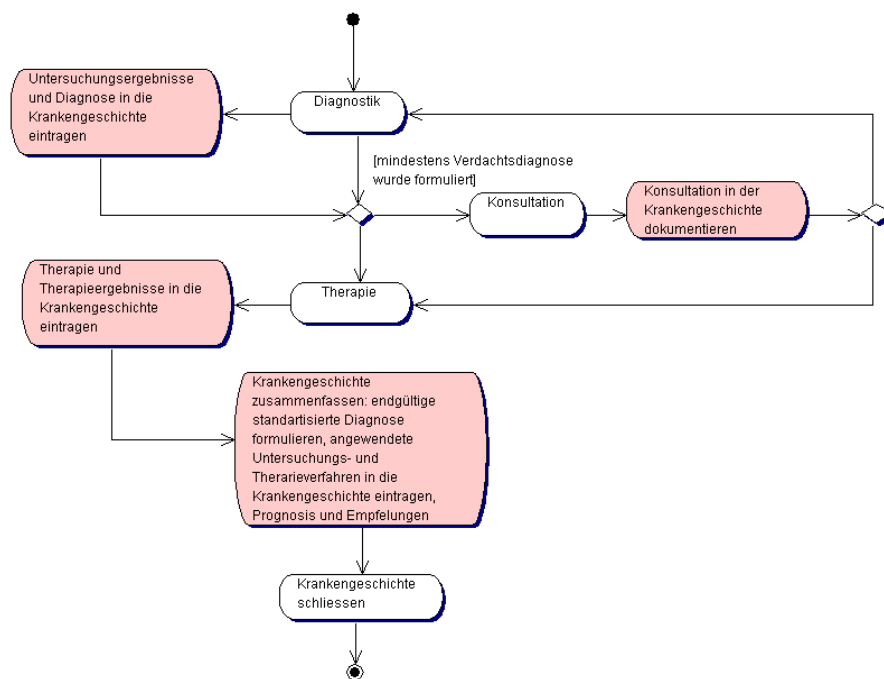 Untersuchungsergebnisse
und Diagnose in die
Krankengeschichte
eintragen
Diagnostik
[mindestens Verdachtsdiagnose
wurde formuliert]
Konsultation
Konsultation in der
Krankengeschichte
dokumentieren
Therapie und
Therapieergebnisse in die
Krankengeschichte
eintragen
Therapie
Krankengeschichte
zusammenfassen: endgültige
standartisierte Diagnose
formulieren, angewendete
Untersuchungs- und
Therarieverfahren in die
Krankengeschichte eintragen,
Prognosis und Empfelungen
Krankengeschichte
schliessen